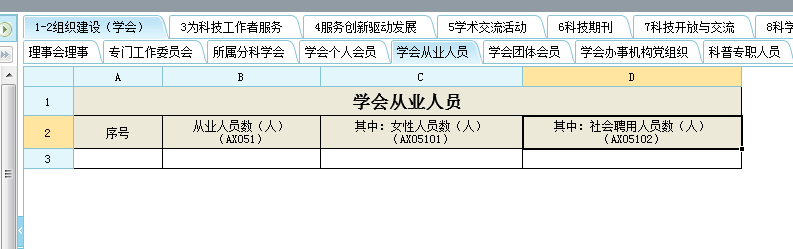 1-2组织建设（学会） 3为科技工作者服务 4服务创新驱动发展 5学术交流活动 6科技期刊 7科技开放与交流 8科学
理事会理事 专门工作委员会 所属分科学会 学会个人会员 学会从业人员 学会团体会员 学会办事机构党组织 科普专职人员
A B C D
1 学会从业人员
2 序号 从业人员数（人） 其中：女性人员数（人） 其中：社会聘用人员数（人）
（AX051） （AX05101） （AX05102）
3